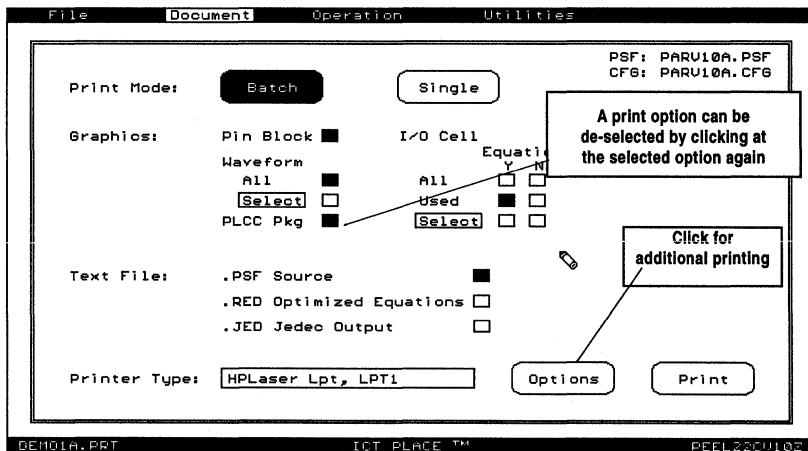 File Document Operation Utilities
PSF: PARV10A.PSF
CFG: PARV10A.CFG
Print Mode: Batch Single
A print option can be
de-selected by clicking at
the selected option again
Graphics: Pin Block I/O Cell
Equatio
Waveform Y N
All All
Select Used
PLCC Pkg Select
Click for
additional printing
Text File: .PSF Source
.RED Optimized Equations
.JED Jedec Output
Printer Type: HPLaser Lpt, LPT1 Options Print
DEMO1A.PRT ICT PLACE ™ PEEL22CV10Z